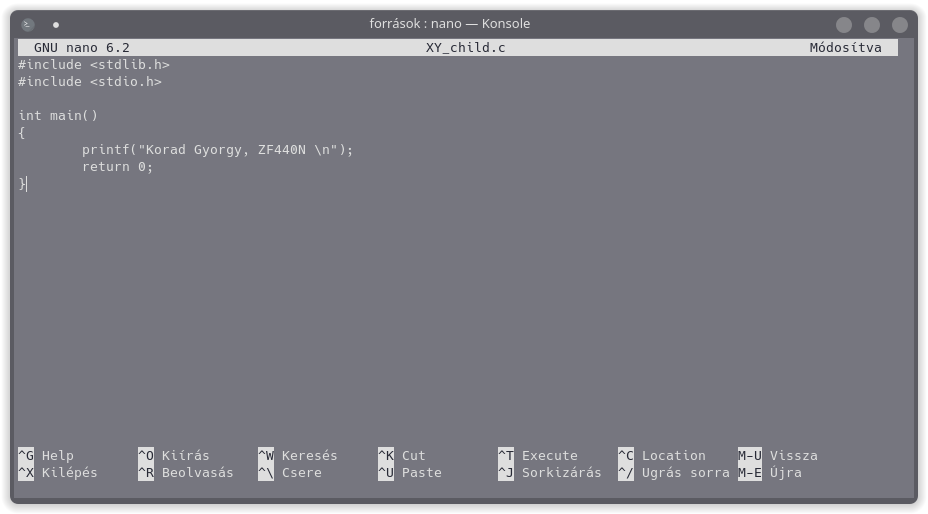 források : nano — Konsole
GNU nano 6.2 XY_child.c Módosítva
#include <stdlib.h>
#include <stdio.h>
int main()
{
        printf("Korad Gyorgy, ZF440N \n");
        return 0;
}
^G Help ^O Kiírás ^W Keresés ^K Cut ^T Execute ^C Location M-U Vissza
^X Kilépés ^R Beolvasás ^\ Csere ^U Paste ^J Sorkizárás ^/ Ugrás sorra M-E Újra